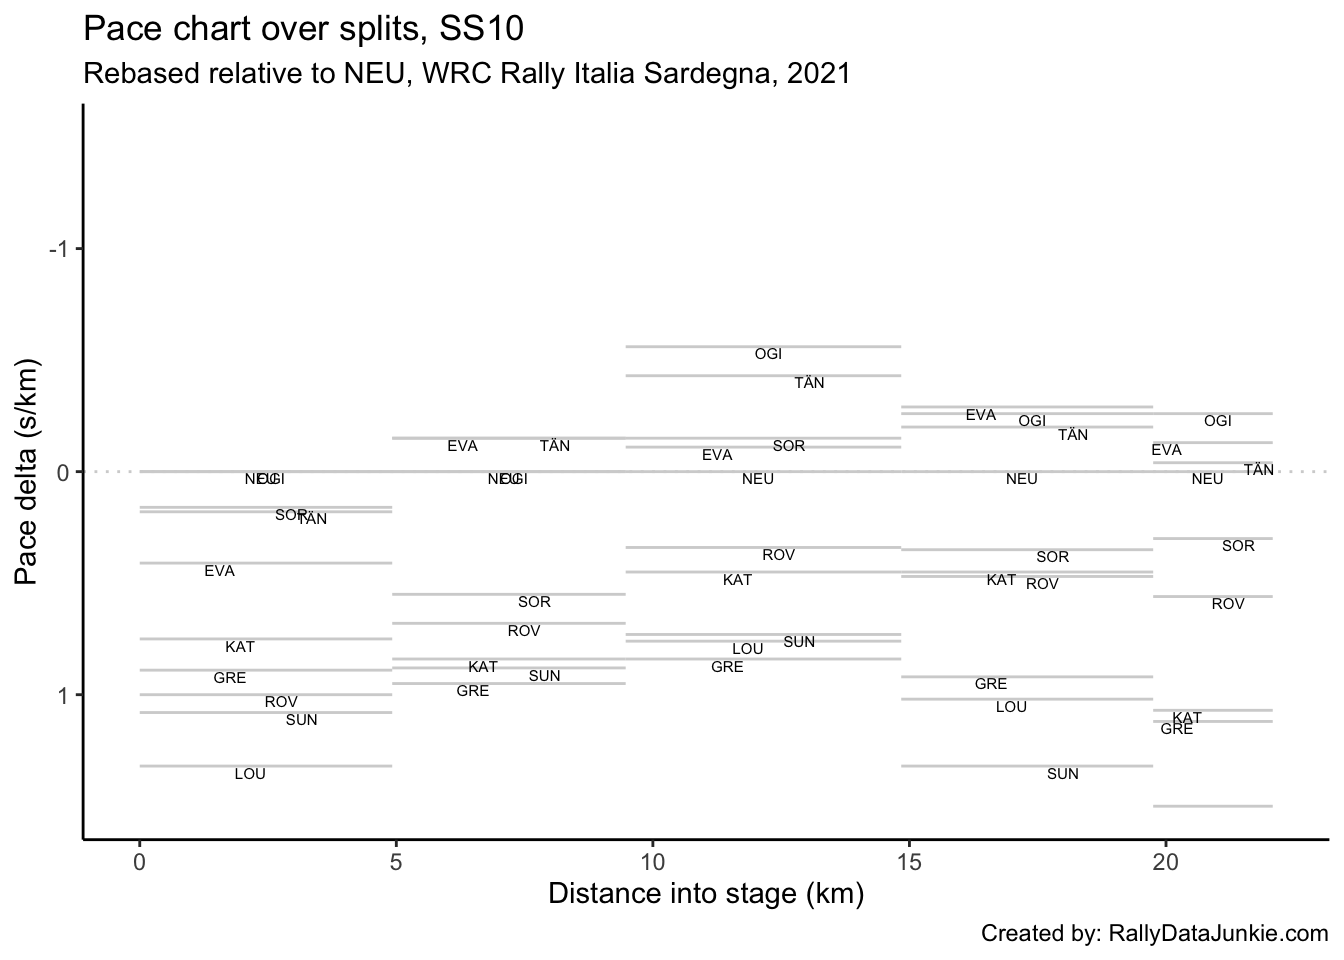 Pace chart over splits, SS10
Rebased relative to NEU, WRC Rally Italia Sardegna, 2021
Pace delta (s/km)
-1
0
1
OGI
TÄN
EVA
OGI
TÄN
EVA
TÄN
SOR
EVA
OGI
EVA
TÄN
NEU
OGI
NEU
OGI
NEU
NEU
NEU
SOR
TÄN
EVA
ROV
KAT
SOR
KAT
ROV
SOR
ROV
SOR
ROV
KAT
GRE
ROV
SUN
LOU
KAT
SUN
GRE
SUN
LOU
GRE
GRE
LOU
SUN
KAT
GRE
0
5
10
15
20
Distance into stage (km)
Created by: RallyDataJunkie.com